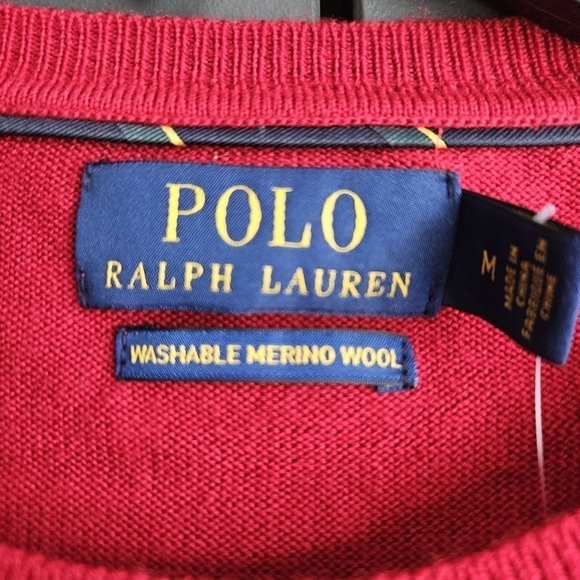 POLO
RALPH LAUREN
WASHABLE MERINO WOOL
M
MADE IN
CHINA
FABRIQUÉ EN
CHINE